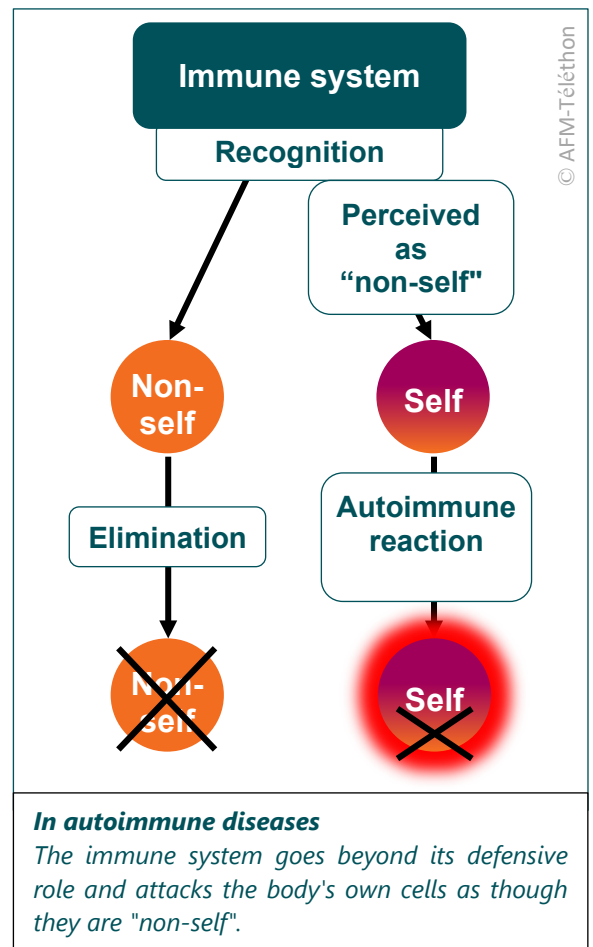 Immune system
Recognition
© AFM-Téléthon
Perceived
as
“non-self"
Non-
self
Self
Elimination
Autoimmune
reaction
Non-
self
Self
In autoimmune diseases
The immune system goes beyond its defensive
role and attacks the body's own cells as though
they are "non-self".